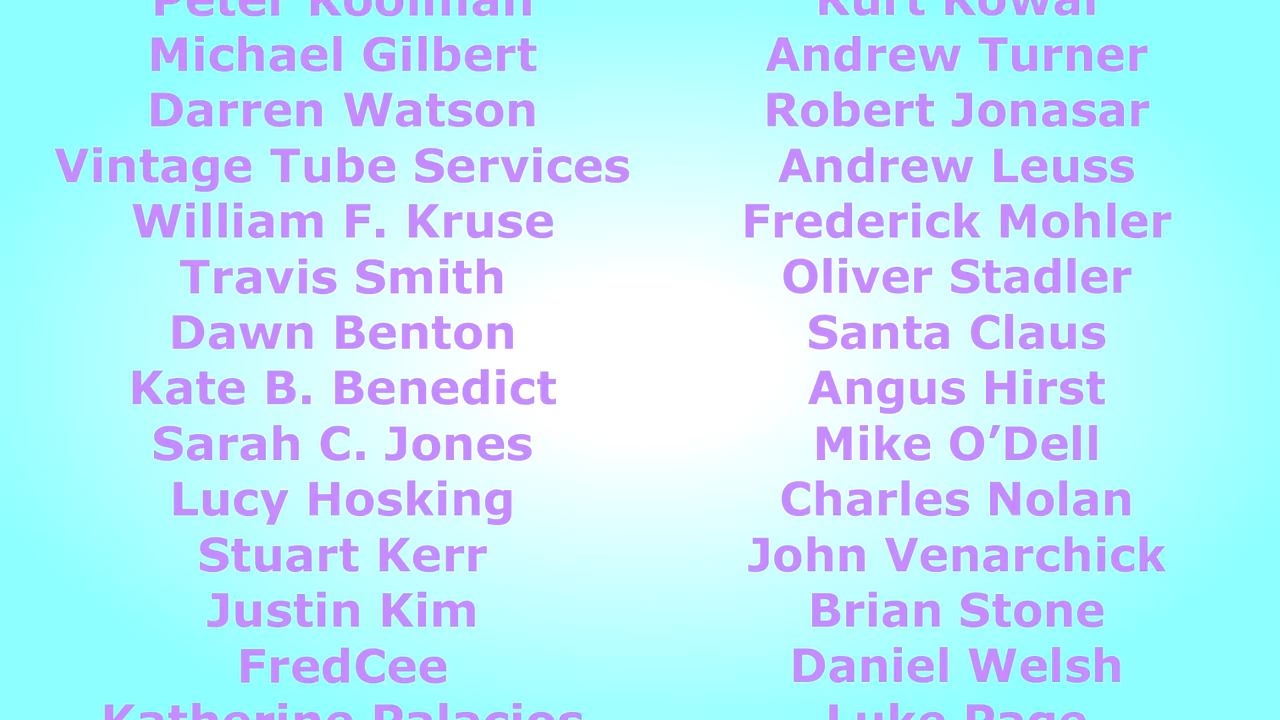 Peter Koolman
Kurt Kowal
Michael Gilbert
Andrew Turner
Darren Watson
Robert Jonasar
Vintage Tube Services
Andrew Leuss
William F. Kruse
Frederick Mohler
Travis Smith
Oliver Stadler
Dawn Benton
Santa Claus
Kate B. Benedict
Angus Hirst
Sarah C. Jones
Mike O’Dell
Lucy Hosking
Charles Nolan
Stuart Kerr
John Venarchick
Justin Kim
Brian Stone
FredCee
Daniel Welsh
Katherine Palacios
Luke Page